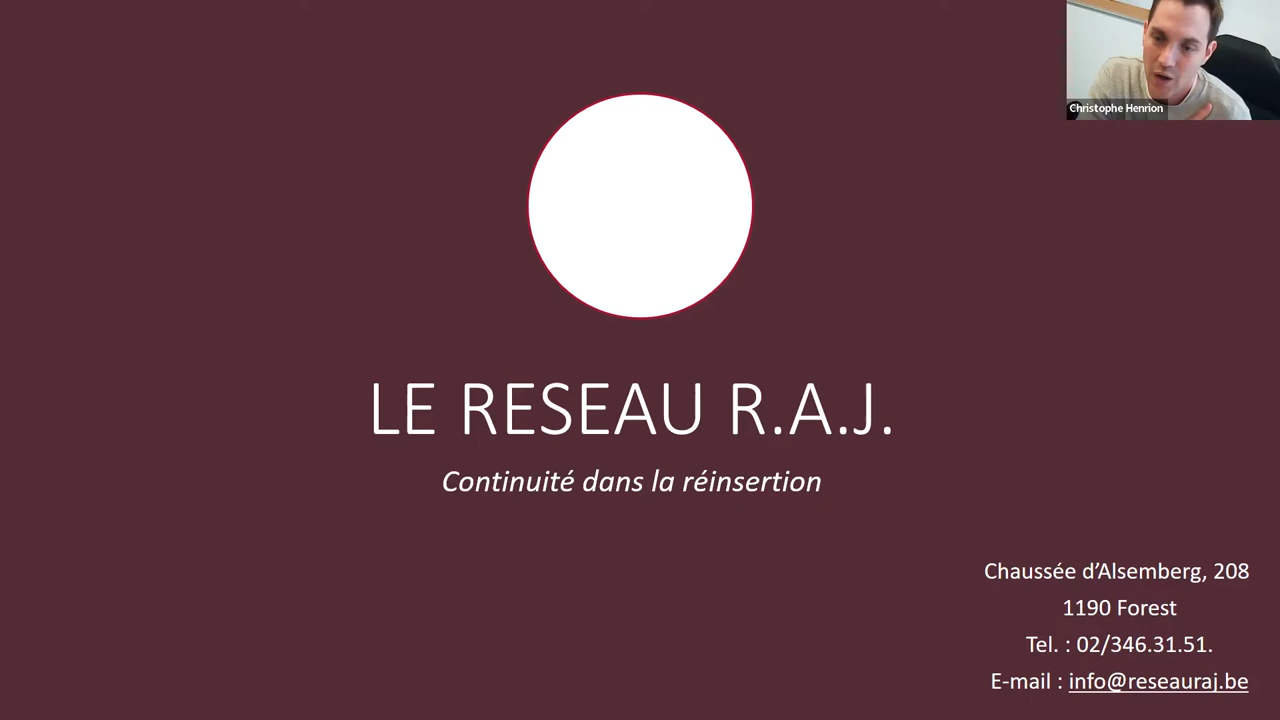 Christophe Henrion
LE RESEAU R.A.J.
Continuité dans la réinsertion
Chaussée d’Alsemberg, 208
1190 Forest
Tel. : 02/346.31.51.
E-mail : info@reseauraj.be